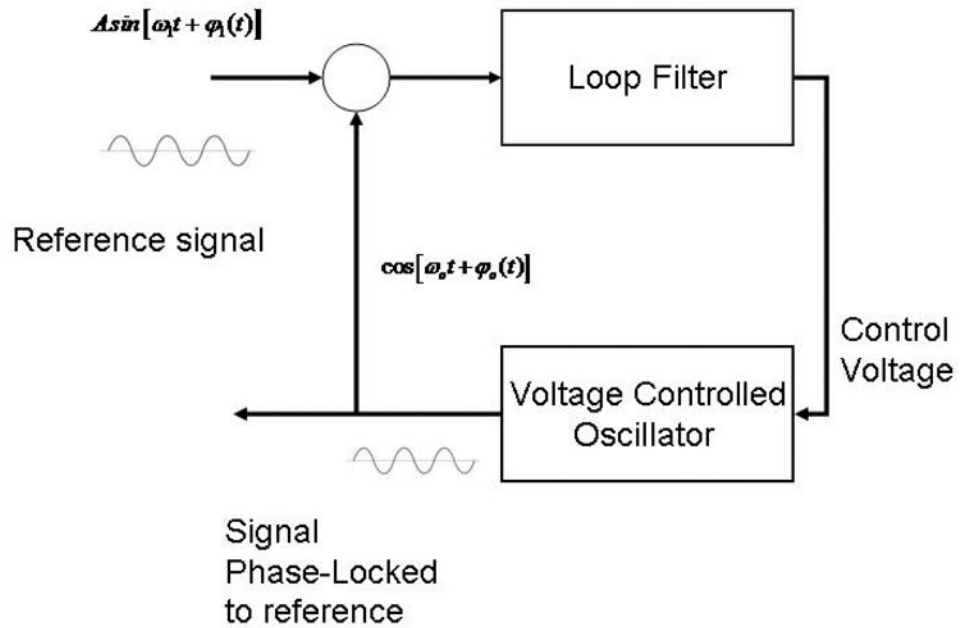 Asin[ω₁t + φ₁(t)]
Loop Filter
Reference signal
cos[ωₒt + φₒ(t)]
Control
Voltage
Voltage Controlled
Oscillator
Signal
Phase-Locked
to reference